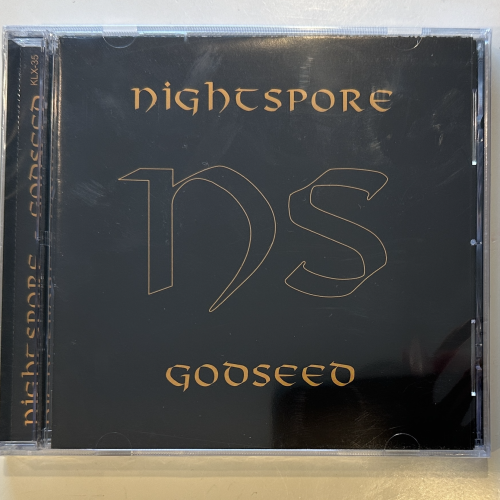 NIGHTSPORE
NS
GODSEED
NIGHTSPORE - GODSEED
KLX-35